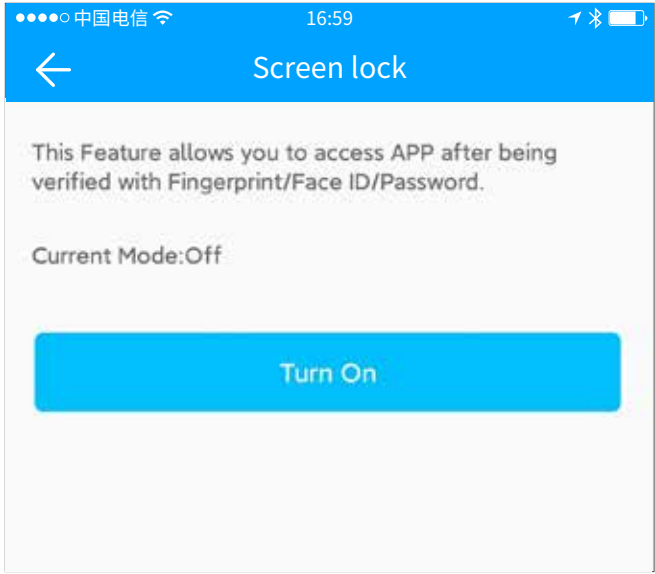 中国电信 16:59
Screen lock
This Feature allows you to access APP after being
verified with Fingerprint/Face ID/Password.
Current Mode:Off
Turn On